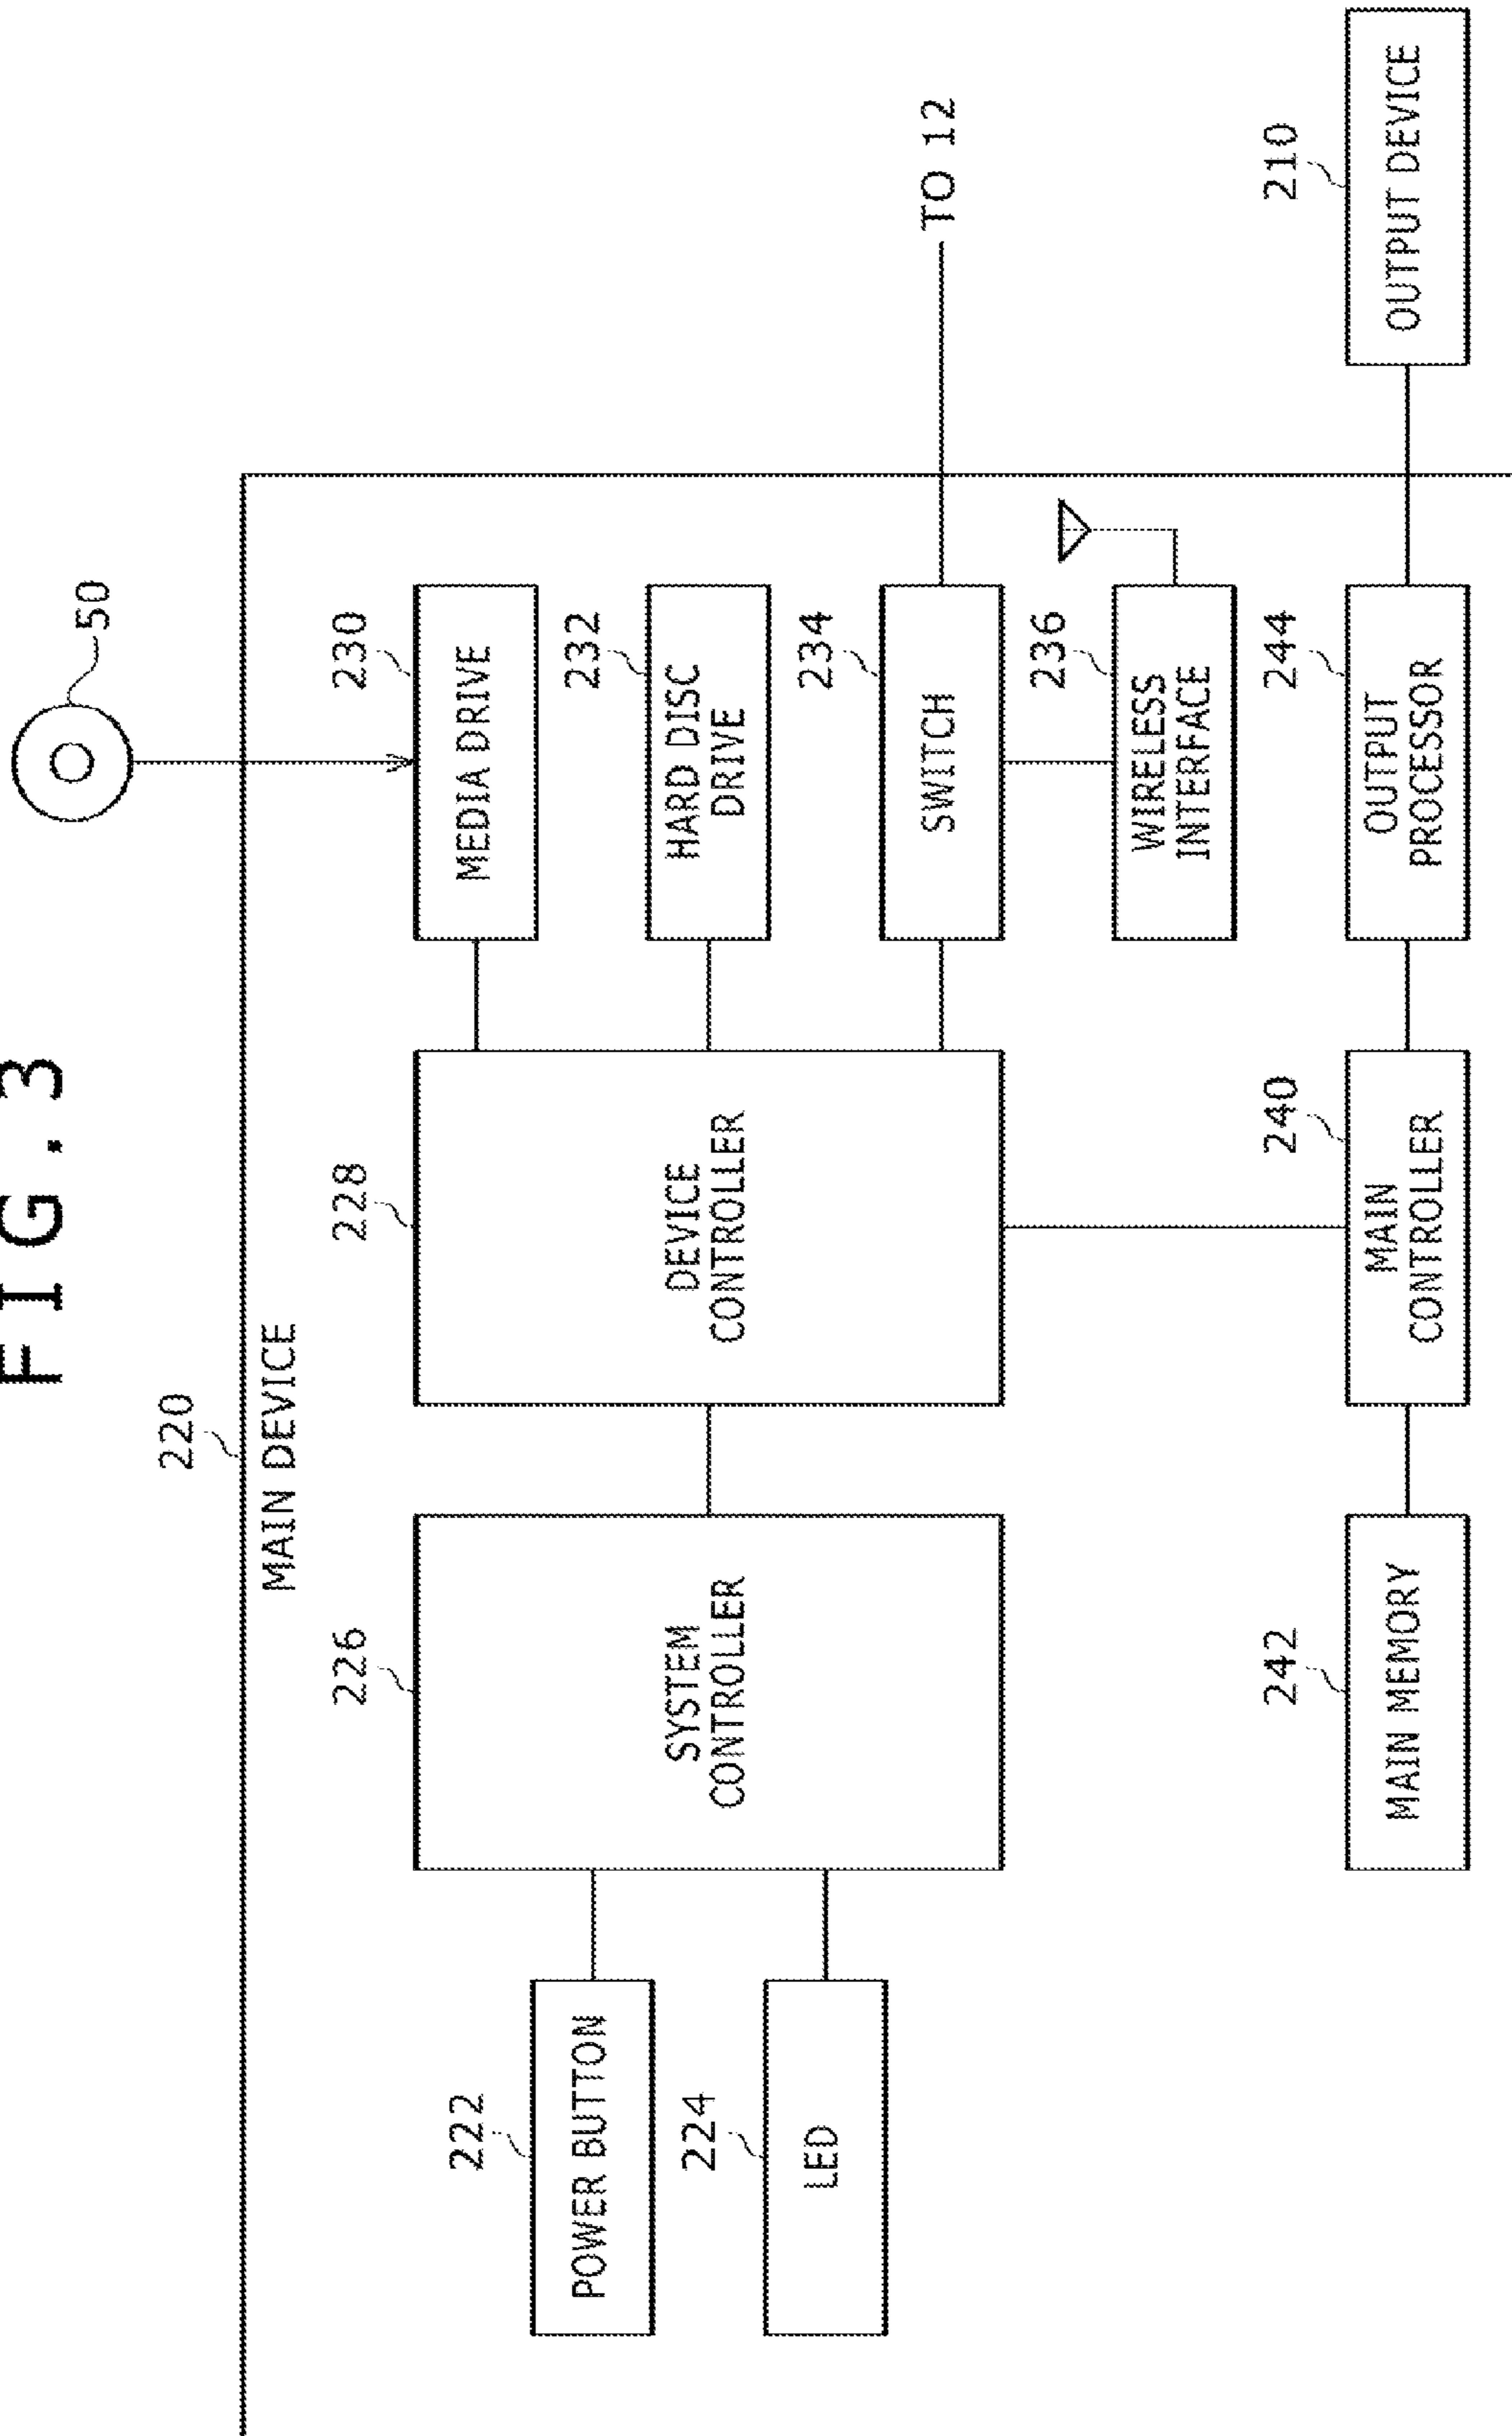 FIG. 3
50
220
MAIN DEVICE
222
POWER BUTTON
224
LED
226
SYSTEM
CONTROLLER
228
DEVICE
CONTROLLER
230
MEDIA DRIVE
232
HARD DISC
DRIVE
234
SWITCH
TO 12
236
WIRELESS
INTERFACE
242
MAIN MEMORY
240
MAIN
CONTROLLER
244
OUTPUT
PROCESSOR
210
OUTPUT DEVICE